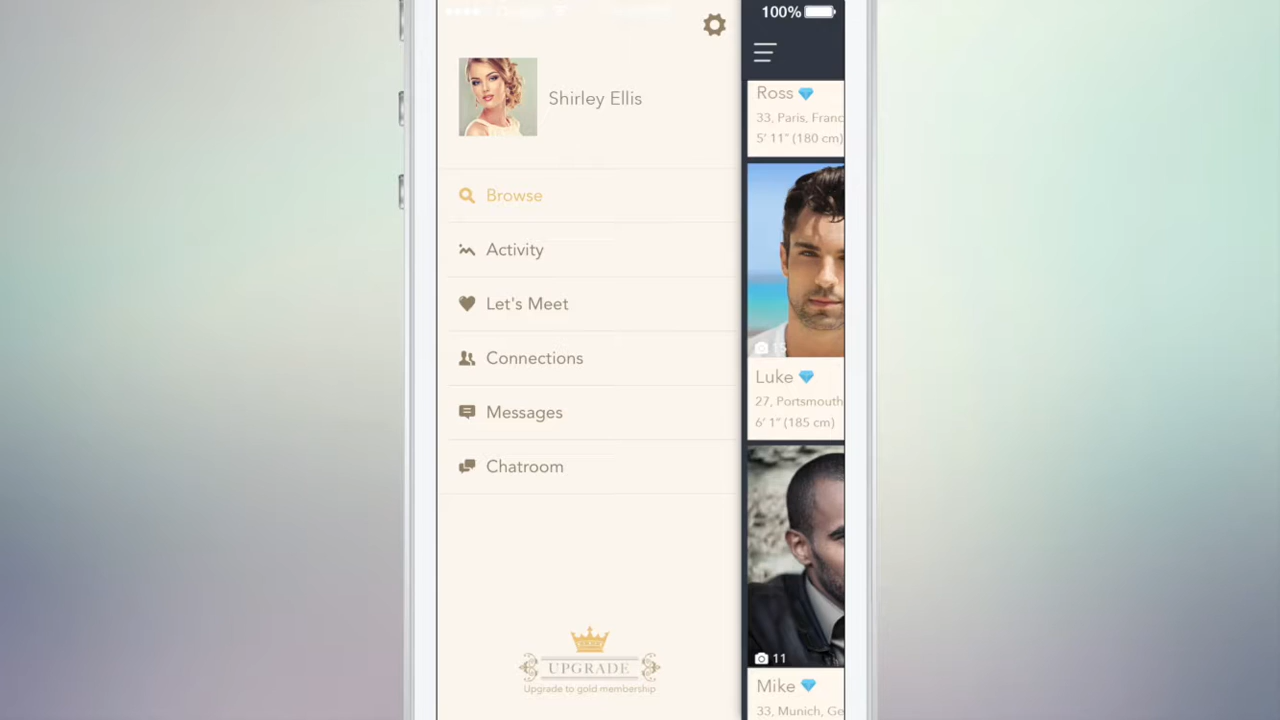 100%
Shirley Ellis
Browse
Activity
Let's Meet
Connections
Messages
Chatroom
UPGRADE
Upgrade to gold membership
Ross
33, Paris, Franc
5' 11" (180 cm)
15
Luke
27, Portsmouth
6' 1" (185 cm)
11
Mike
33, Munich, Ge